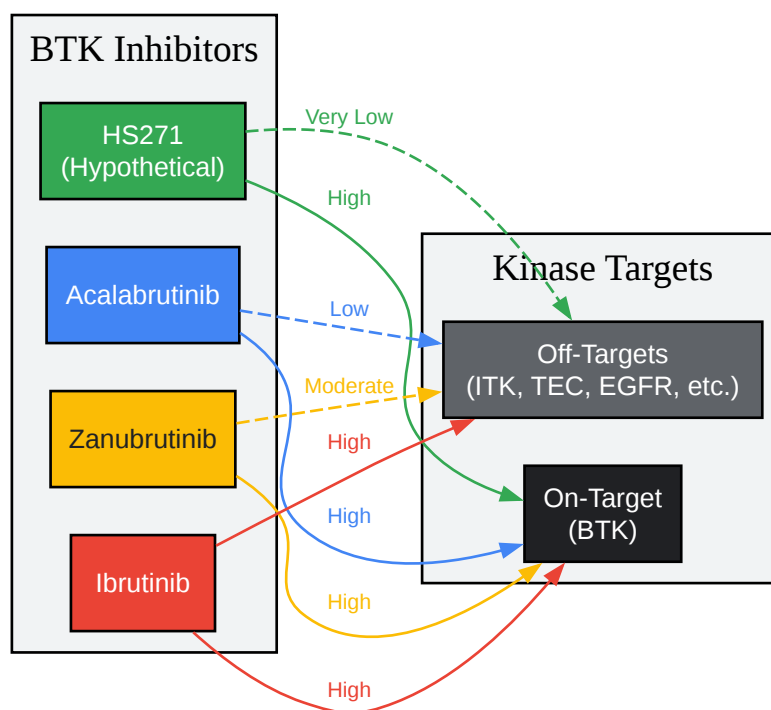 BTK Inhibitors
HS271
(Hypothetical)
Acalabrutinib
Zanubrutinib
Ibrutinib
Very Low
High
Low
Moderate
High
High
High
High
Kinase Targets
Off-Targets
(ITK, TEC, EGFR, etc.)
On-Target
(BTK)